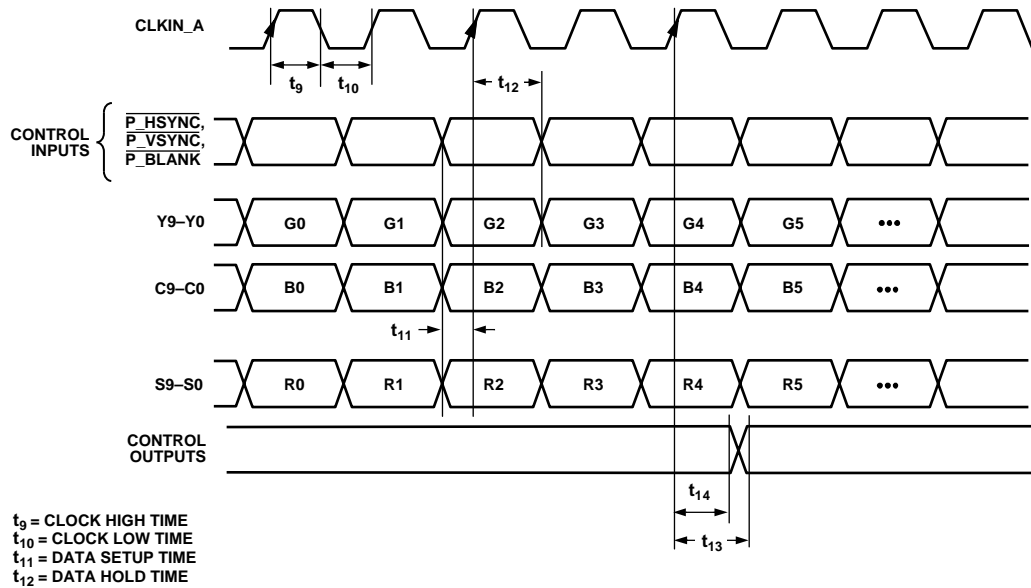 CLKIN_A
t9 t10 t12
CONTROL INPUTS
P_HSYNC,
P_VSYNC,
P_BLANK
Y9–Y0 G0 G1 G2 G3 G4 G5 •••
C9–C0 B0 B1 B2 B3 B4 B5 •••
t11
S9–S0 R0 R1 R2 R3 R4 R5 •••
CONTROL OUTPUTS
t14
t13
t9 = CLOCK HIGH TIME
t10 = CLOCK LOW TIME
t11 = DATA SETUP TIME
t12 = DATA HOLD TIME